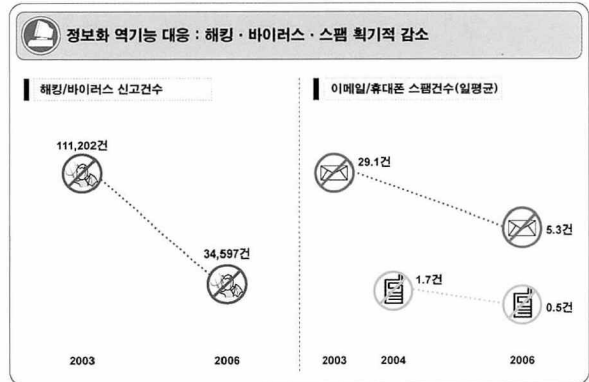 정보화 역기능 대응 : 해킹 · 바이러스 · 스팸 획기적 감소
해킹/바이러스 신고건수
111,202건
34,597건
2003 2006
이메일/휴대폰 스팸건수(일평균)
29.1건
5.3건
1.7건
0.5건
2003 2004 2006